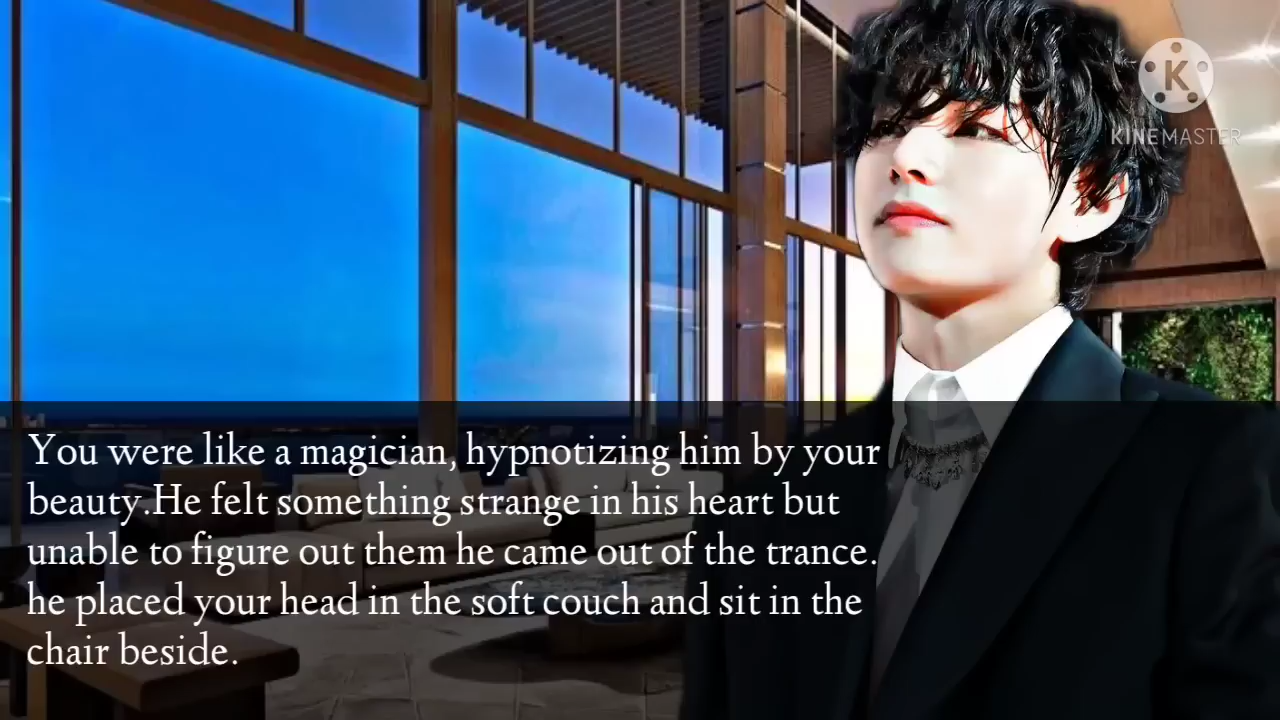 KINEMASTER
You were like a magician, hypnotizing him by your
beauty.He felt something strange in his heart but
unable to figure out them he came out of the trance.
he placed your head in the soft couch and sit in the
chair beside.